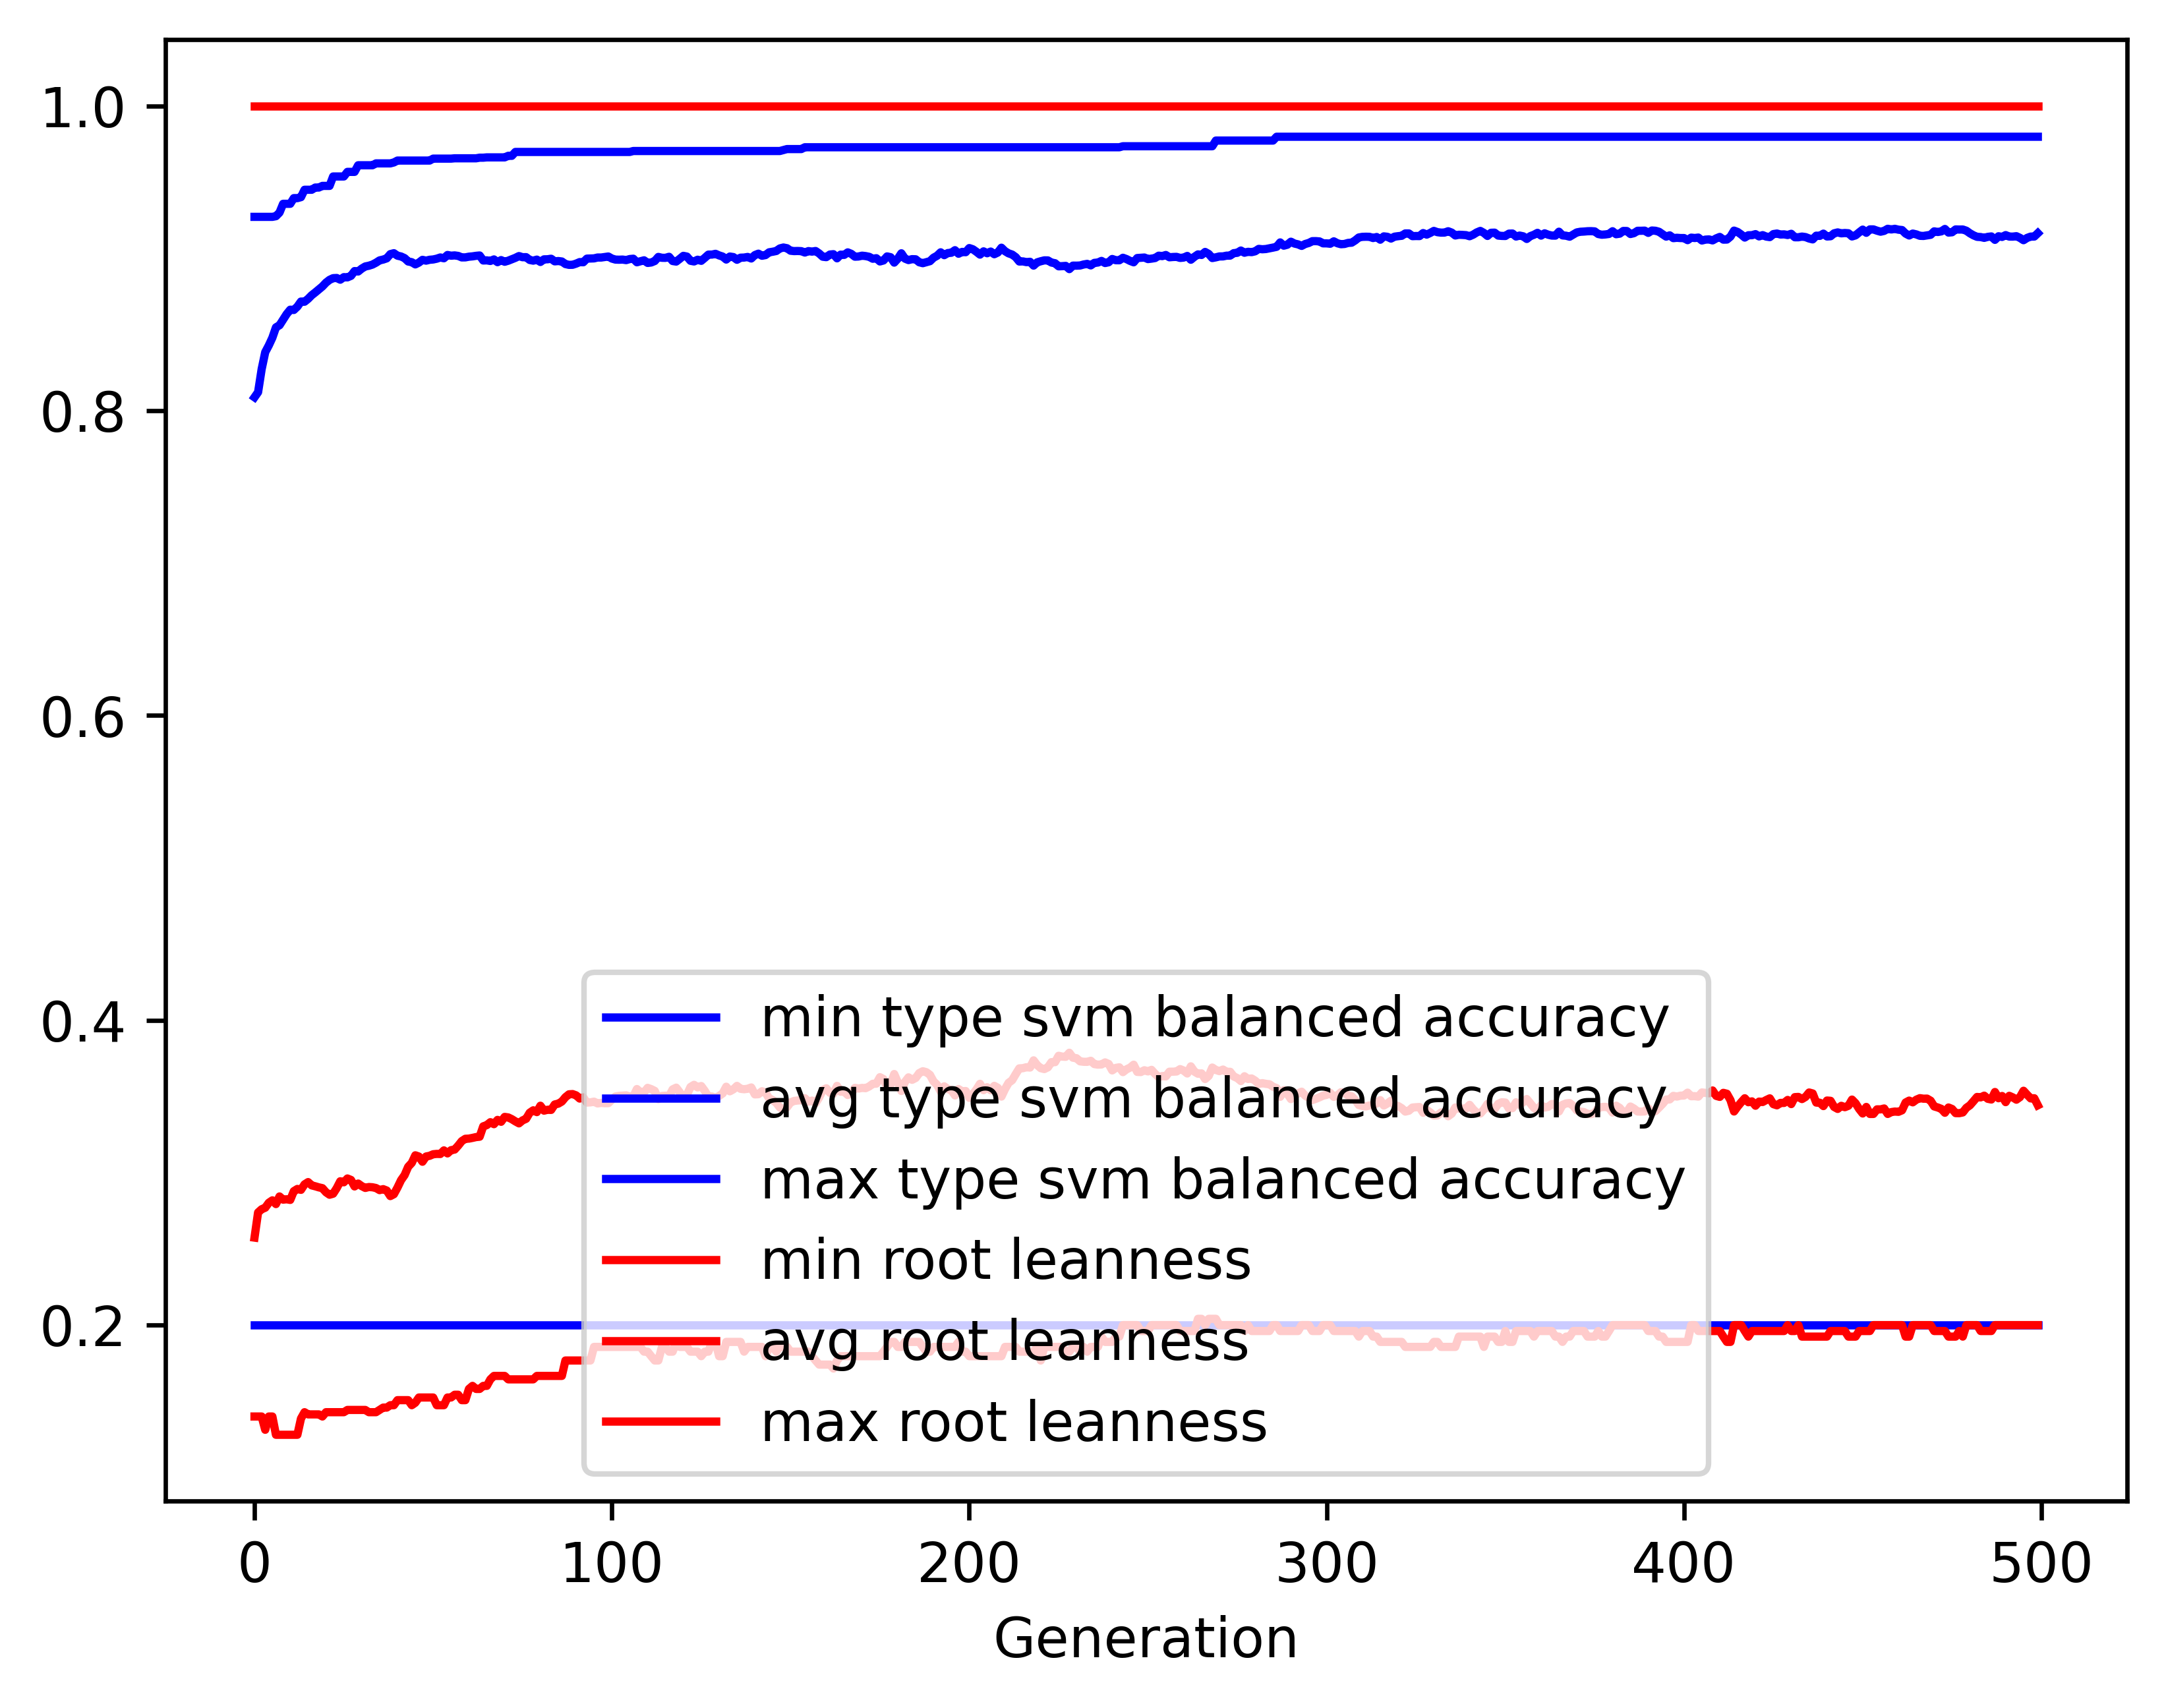 1.0
0.8
0.6
0.4
0.2
min type svm balanced accuracy
avg type svm balanced accuracy
max type svm balanced accuracy
min root leanness
avg root leanness
max root leanness
0 100 200 300 400 500
Generation